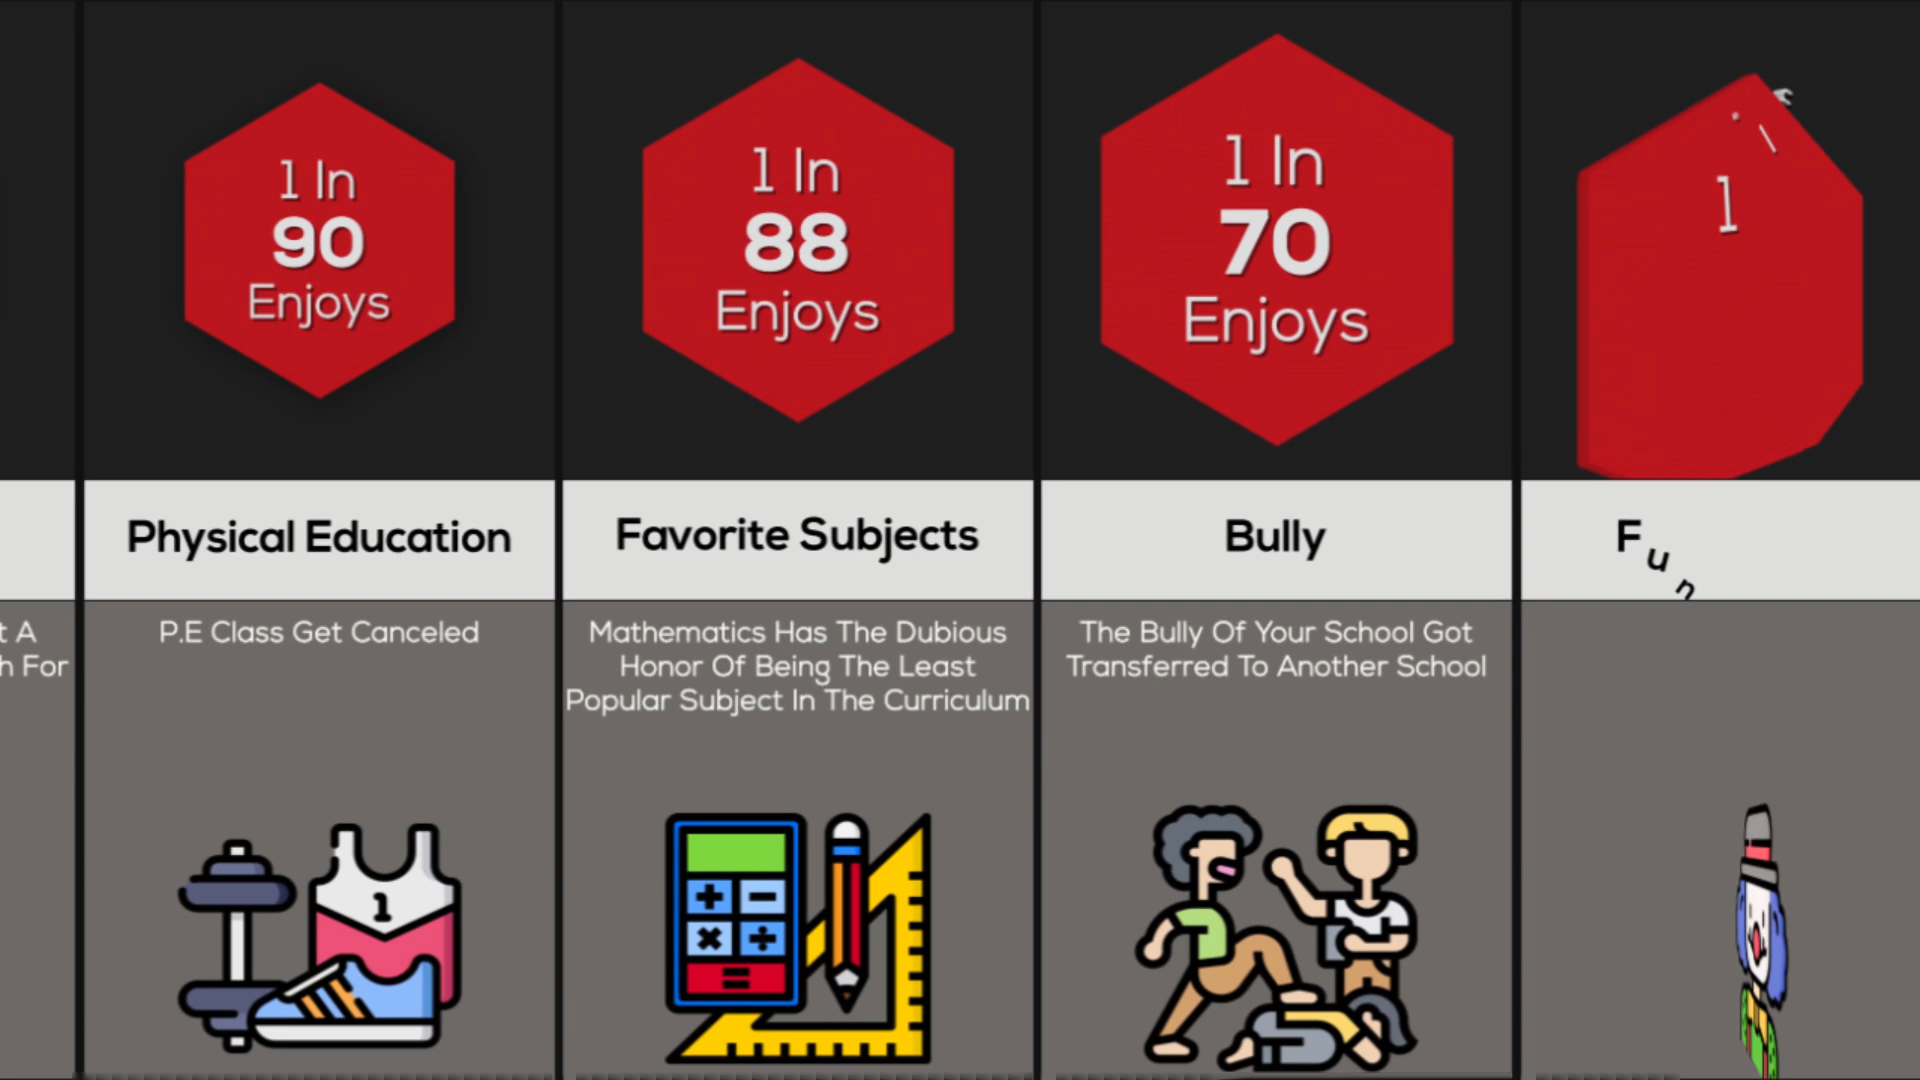 t A
h For
1 In
90
Enjoys
Physical Education
P.E Class Get Canceled
1
1 In
88
Enjoys
Favorite Subjects
Mathematics Has The Dubious
Honor Of Being The Least
Popular Subject In The Curriculum
1 In
70
Enjoys
Bully
The Bully Of Your School Got
Transferred To Another School
1
Fun